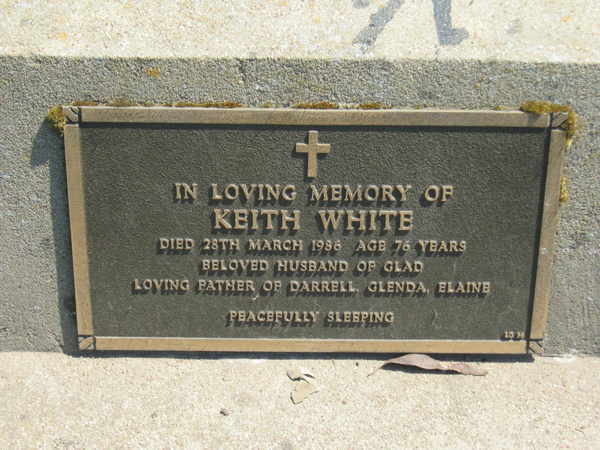 IN LOVING MEMORY OF
KEITH WHITE
DIED 28TH MARCH 1986 AGE 76 YEARS
BELOVED HUSBAND OF GLAD
LOVING FATHER OF DARRELL, GLENDA, ELAINE
PEACEFULLY SLEEPING